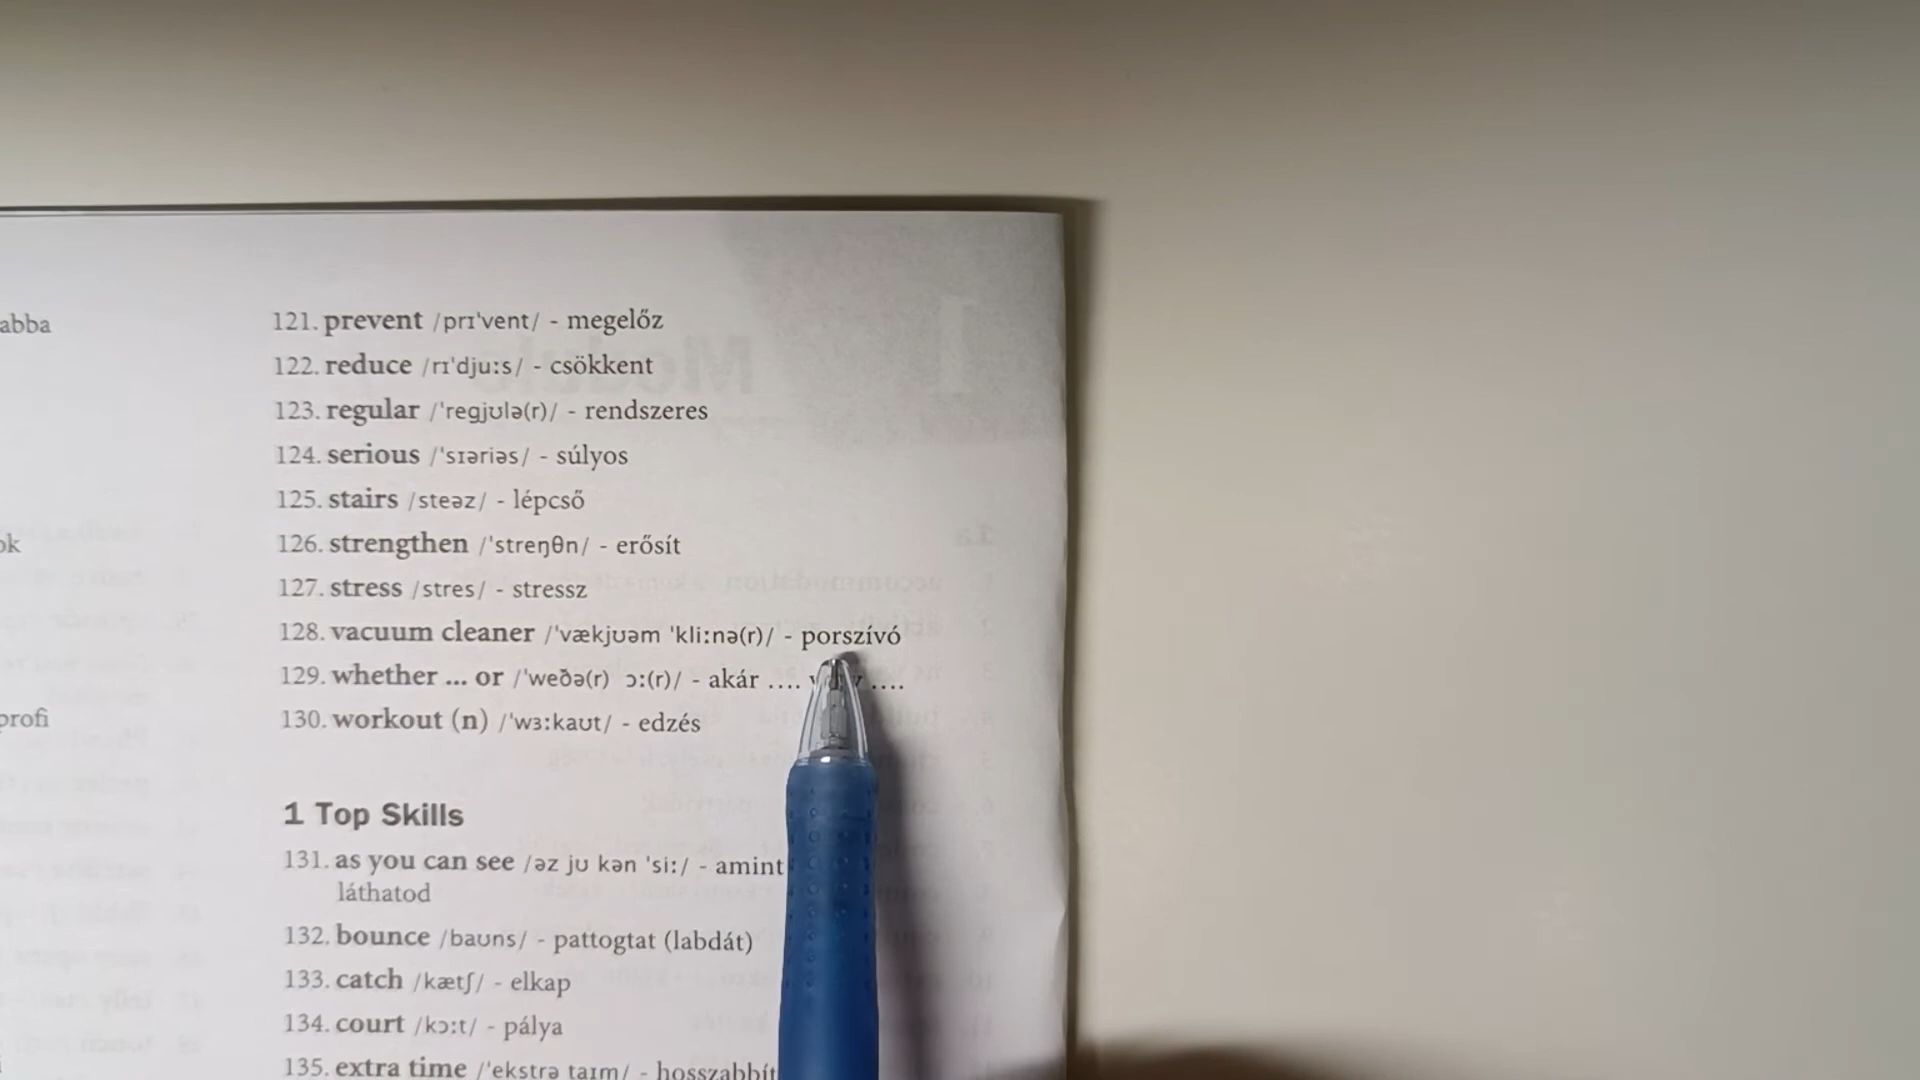 abba
ok
profi
121. prevent /prɪˈvent/ - megelőz
122. reduce /rɪˈdjuːs/ - csökkent
123. regular /ˈregjʊlə(r)/ - rendszeres
124. serious /ˈsɪəriəs/ - súlyos
125. stairs /steəz/ - lépcső
126. strengthen /ˈstreŋθn/ - erősít
127. stress /stres/ - stressz
128. vacuum cleaner /ˈvækjʊəm ˈkliːnə(r)/ - porszívó
129. whether ... or /ˈweðə(r) ɔː(r)/ - akár .... ....
130. workout (n) /ˈwɜːkaʊt/ - edzés
1 Top Skills
131. as you can see /əz jʊ kən ˈsiː/ - amint
láthatod
132. bounce /baʊns/ - pattogtat (labdát)
133. catch /kætʃ/ - elkap
134. court /kɔːt/ - pálya
135. extra time /ˈekstrə taɪm/ - hosszabbít